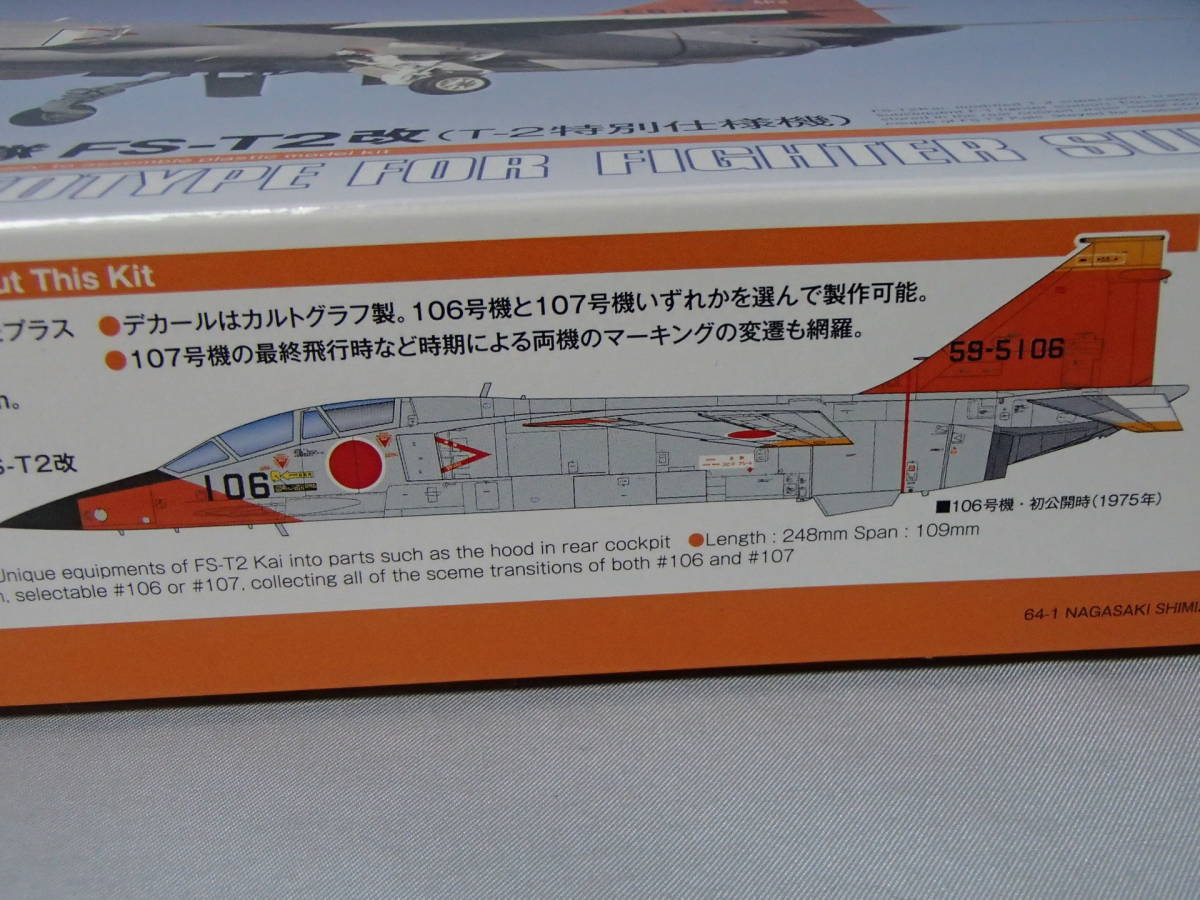 FS-T2改(T-2特別仕様機)
assemble plastic model kit
OTYPE FOR FIGHTER SU
ut This Kit
プラス
●デカールはカルトグラフ製。106号機と107号機いずれかを選んで製作可能。
●107号機の最終飛行時など時期による両機のマーキングの変遷も網羅。
n。
S-T2改
59-5106
106
■106号機・初公開時(1975年)
Unique equipments of FS-T2 Kai into parts such as the hood in rear cockpit ●Length : 248mm Span : 109mm
n, selectable #106 or #107, collecting all of the sceme transitions of both #106 and #107
64-1 NAGASAKI SHIMIZ